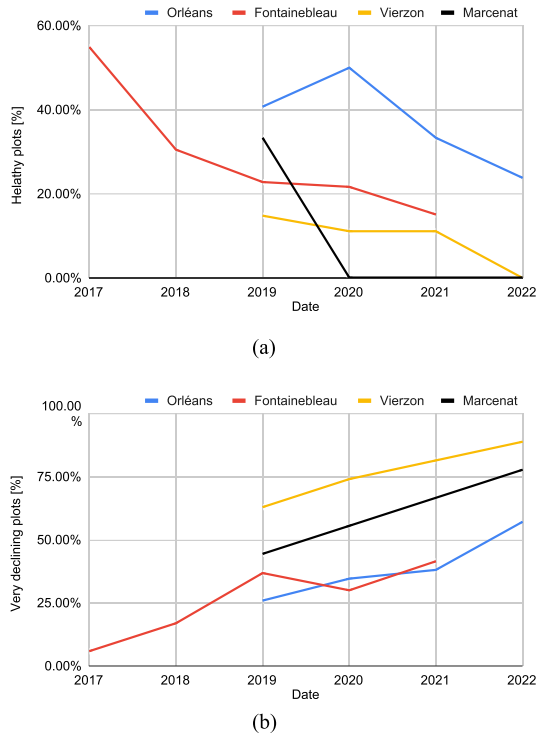 Orléans Fontainebleau Vierzon Marcenat
60.00%
40.00%
20.00%
0.00%
Helathy plots [%]
2017 2018 2019 2020 2021 2022
Date
(a)
Orléans Fontainebleau Vierzon Marcenat
100.00
%
75.00%
50.00%
25.00%
0.00%
Very declining plots [%]
2017 2018 2019 2020 2021 2022
Date
(b)